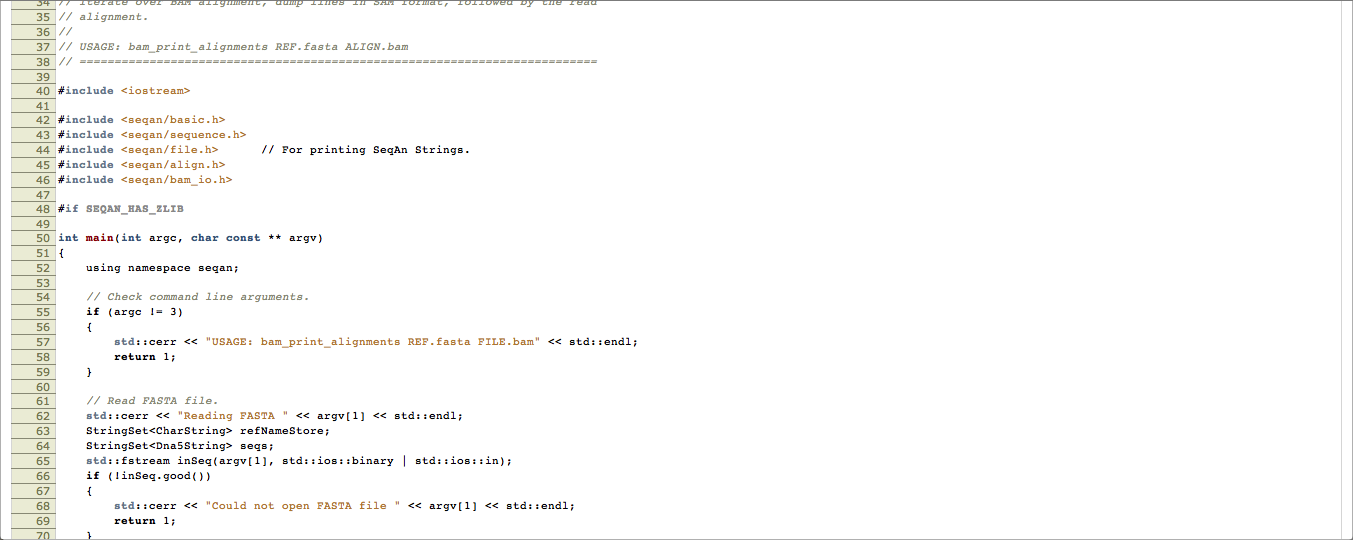 34 // Iterate over BAM alignment, dump lines in SAM format, followed by the read
35 // alignment.
36 //
37 // USAGE: bam_print_alignments REF.fasta ALIGN.bam
38 // ==========================================================================
39
40 #include <iostream>
41
42 #include <seqan/basic.h>
43 #include <seqan/sequence.h>
44 #include <seqan/file.h>      // For printing SeqAn Strings.
45 #include <seqan/align.h>
46 #include <seqan/bam_io.h>
47
48 #if SEQAN_HAS_ZLIB
49
50 int main(int argc, char const ** argv)
51 {
52     using namespace seqan;
53
54     // Check command line arguments.
55     if (argc != 3)
56     {
57         std::cerr << "USAGE: bam_print_alignments REF.fasta FILE.bam" << std::endl;
58         return 1;
59     }
60
61     // Read FASTA file.
62     std::cerr << "Reading FASTA " << argv[1] << std::endl;
63     StringSet<CharString> refNameStore;
64     StringSet<Dna5String> seqs;
65     std::fstream inSeq(argv[1], std::ios::binary | std::ios::in);
66     if (!inSeq.good())
67     {
68         std::cerr << "Could not open FASTA file " << argv[1] << std::endl;
69         return 1;
70     }